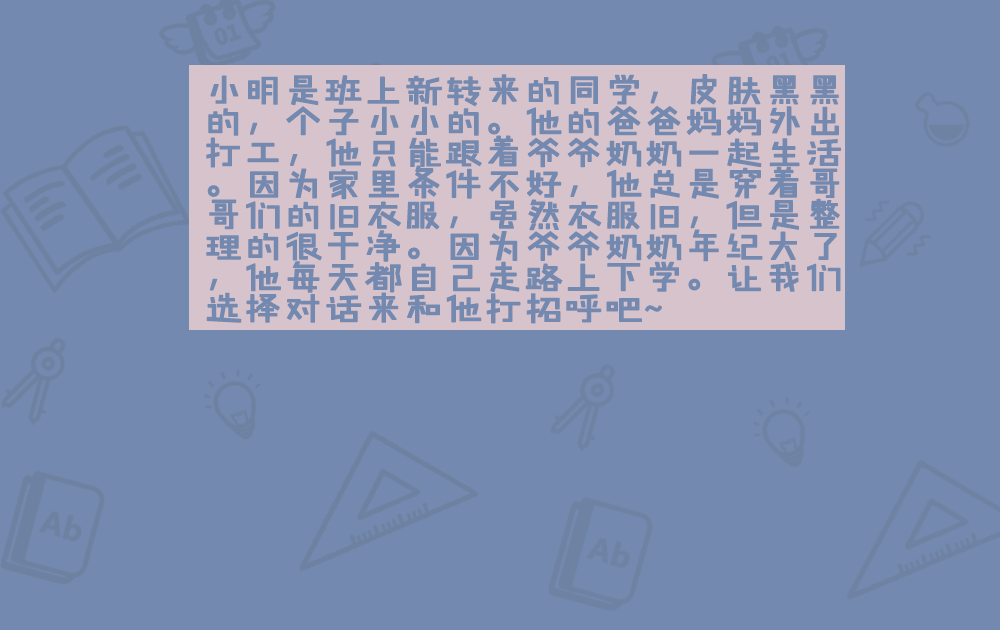 小明是班上新转来的同学，皮肤黑黑
的，个子小小的。他的爸爸妈妈外出
打工，他只能跟着爷爷奶奶一起生活
。因为家里条件不好，他总是穿着哥
哥们的旧衣服，虽然衣服旧，但是整
理的很干净。因为爷爷奶奶年纪大了
，他每天都自己走路上下学。让我们
选择对话来和他打招呼吧~
01
01
Ab
Ab